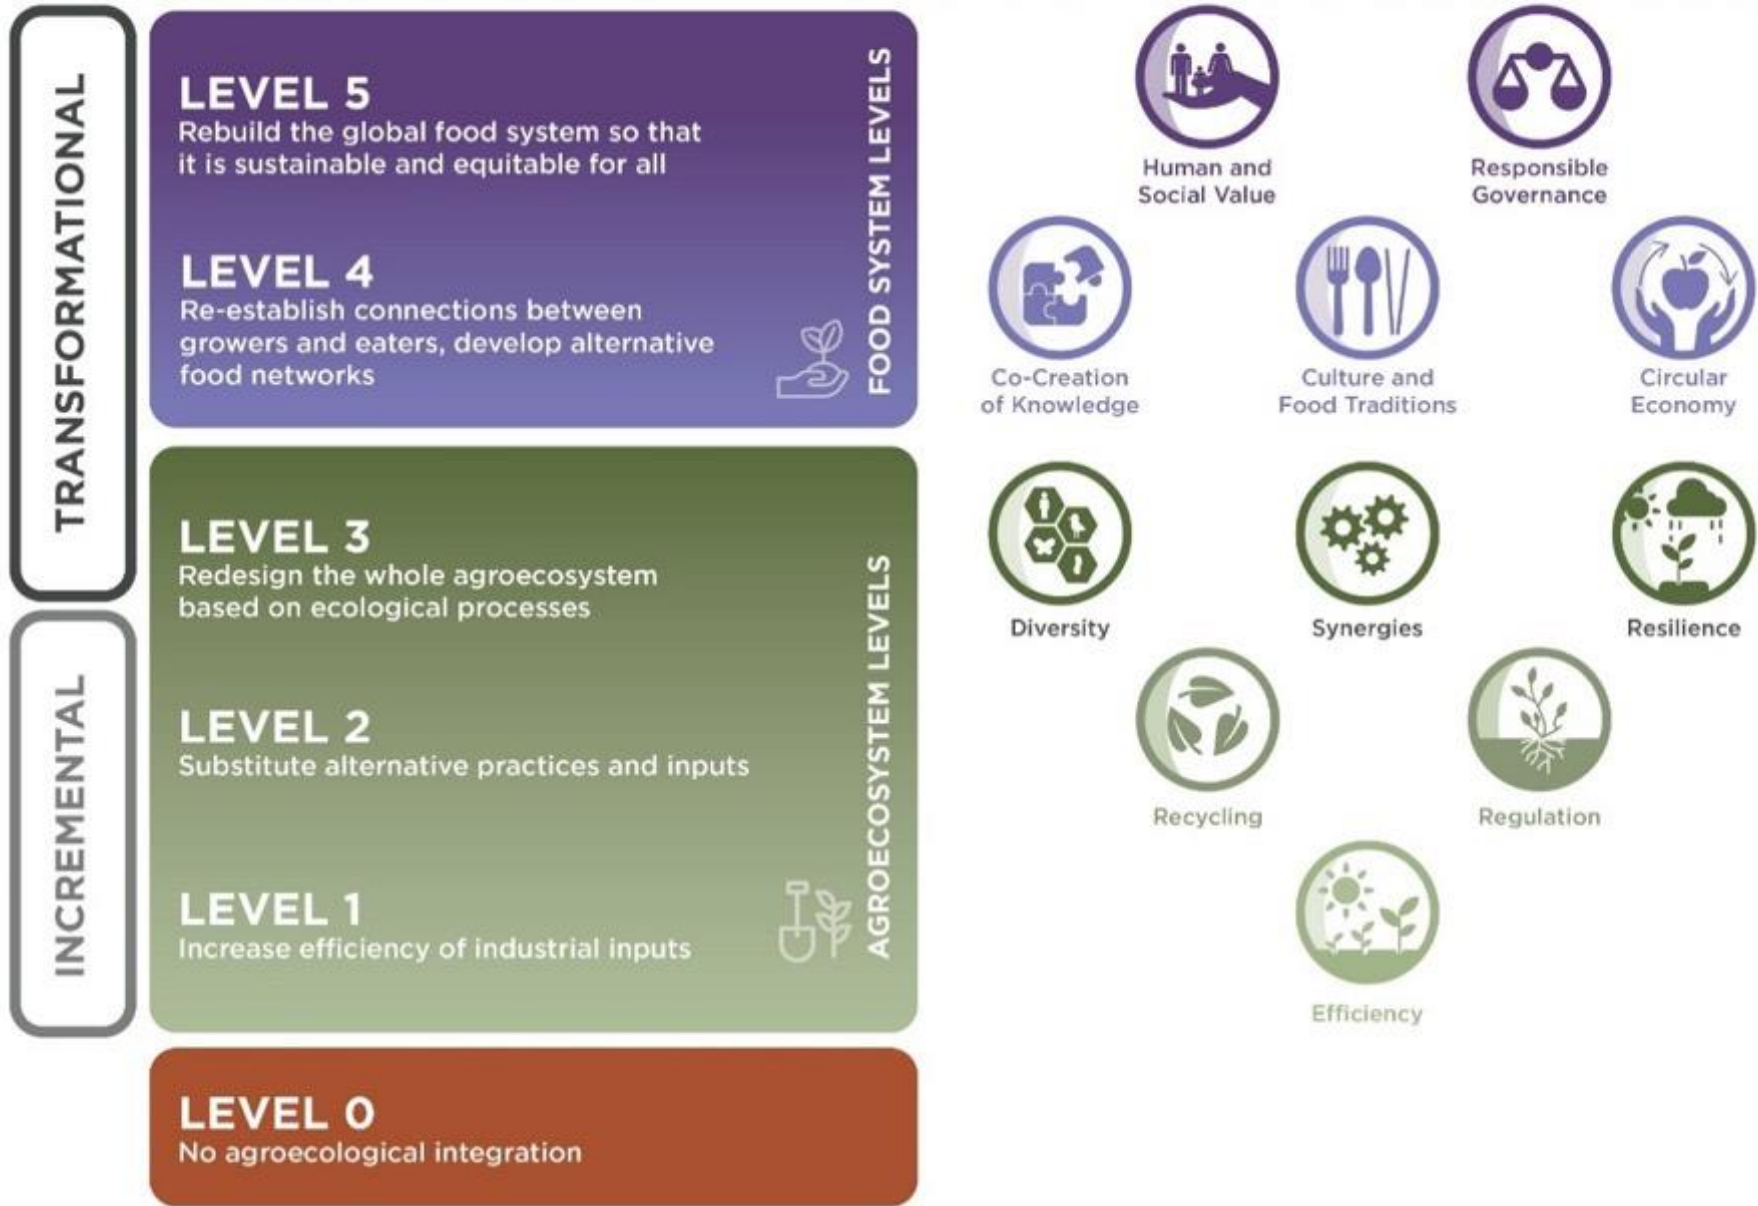 TRANSFORMATIONAL
INCREMENTAL
LEVEL 5
Rebuild the global food system so that
it is sustainable and equitable for all
LEVEL 4
Re-establish connections between
growers and eaters, develop alternative
food networks
FOOD SYSTEM LEVELS
LEVEL 3
Redesign the whole agroecosystem
based on ecological processes
LEVEL 2
Substitute alternative practices and inputs
LEVEL 1
Increase efficiency of industrial inputs
AGROECOSYSTEM LEVELS
LEVEL 0
No agroecological integration
Human and
Social Value
Responsible
Governance
Co-Creation
of Knowledge
Culture and
Food Traditions
Circular
Economy
Diversity
Synergies
Resilience
Recycling
Regulation
Efficiency